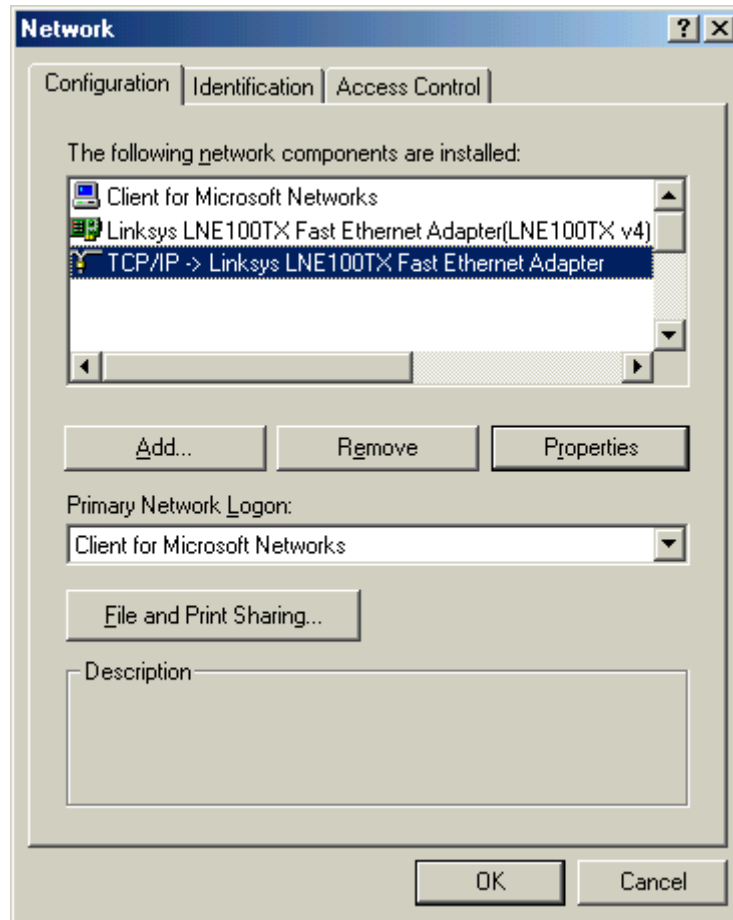 Network
Configuration Identification Access Control
The following network components are installed:
Client for Microsoft Networks
Linksys LNE100TX Fast Ethernet Adapter(LNE100TX v4)
TCP/IP -> Linksys LNE100TX Fast Ethernet Adapter
Add... Remove Properties
Primary Network Logon:
Client for Microsoft Networks
File and Print Sharing...
Description
OK Cancel